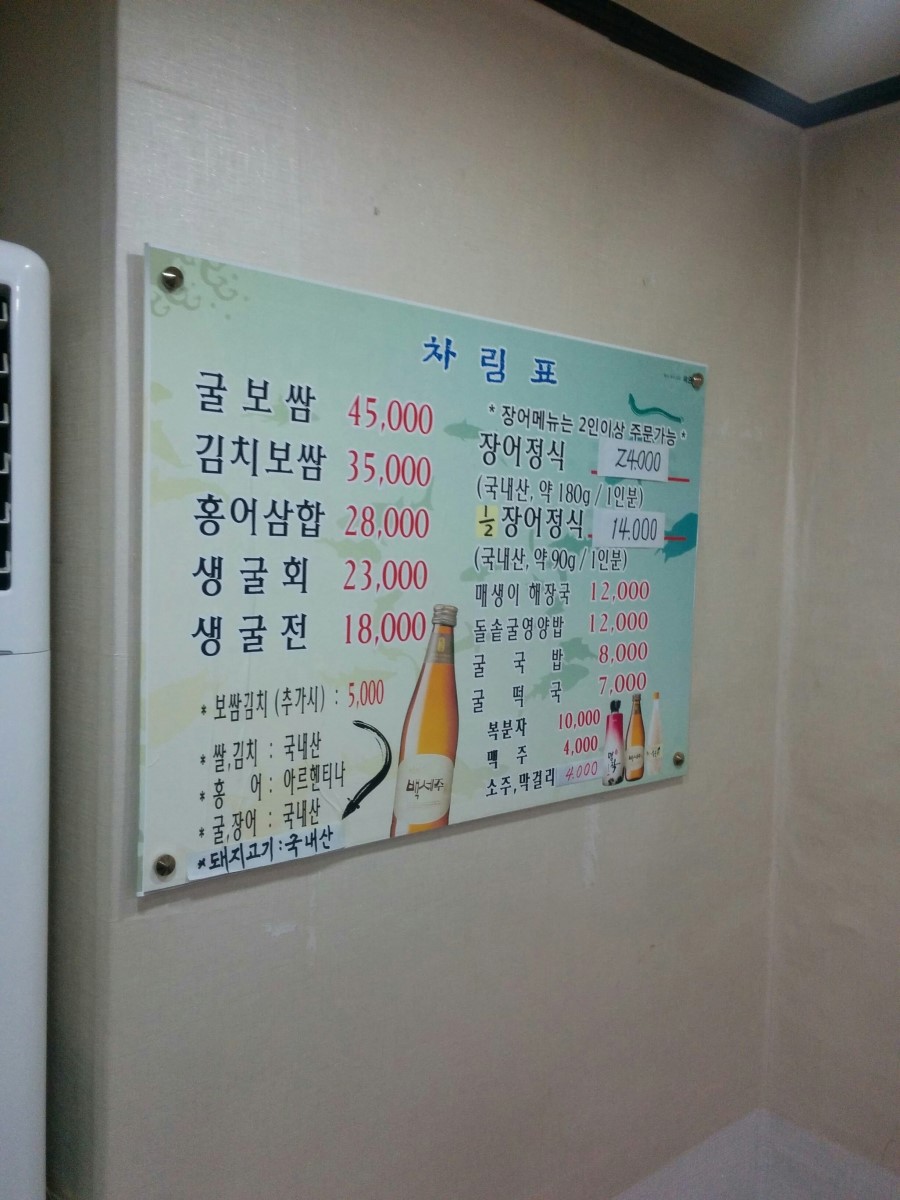 차림표
굴보쌈 45,000
김치보쌈 35,000
홍어삼합 28,000
생굴회 23,000
생굴전 18,000
* 보쌈김치 (추가시) : 5,000
* 쌀,김치 : 국내산
* 홍어 : 아르헨티나
* 굴,장어 : 국내산
*돼지고기:국내산
백세주
* 장어메뉴는 2인이상 주문가능 *
장어정식 24.000
(국내산, 약 180g / 1인분)
½ 장어정식 14.000
(국내산, 약 90g / 1인분)
매생이 해장국 12,000
돌솥굴영양밥 12,000
굴국밥 8,000
굴떡국 7,000
복분자 10,000
맥주 4,000
소주,막걸리 4.000